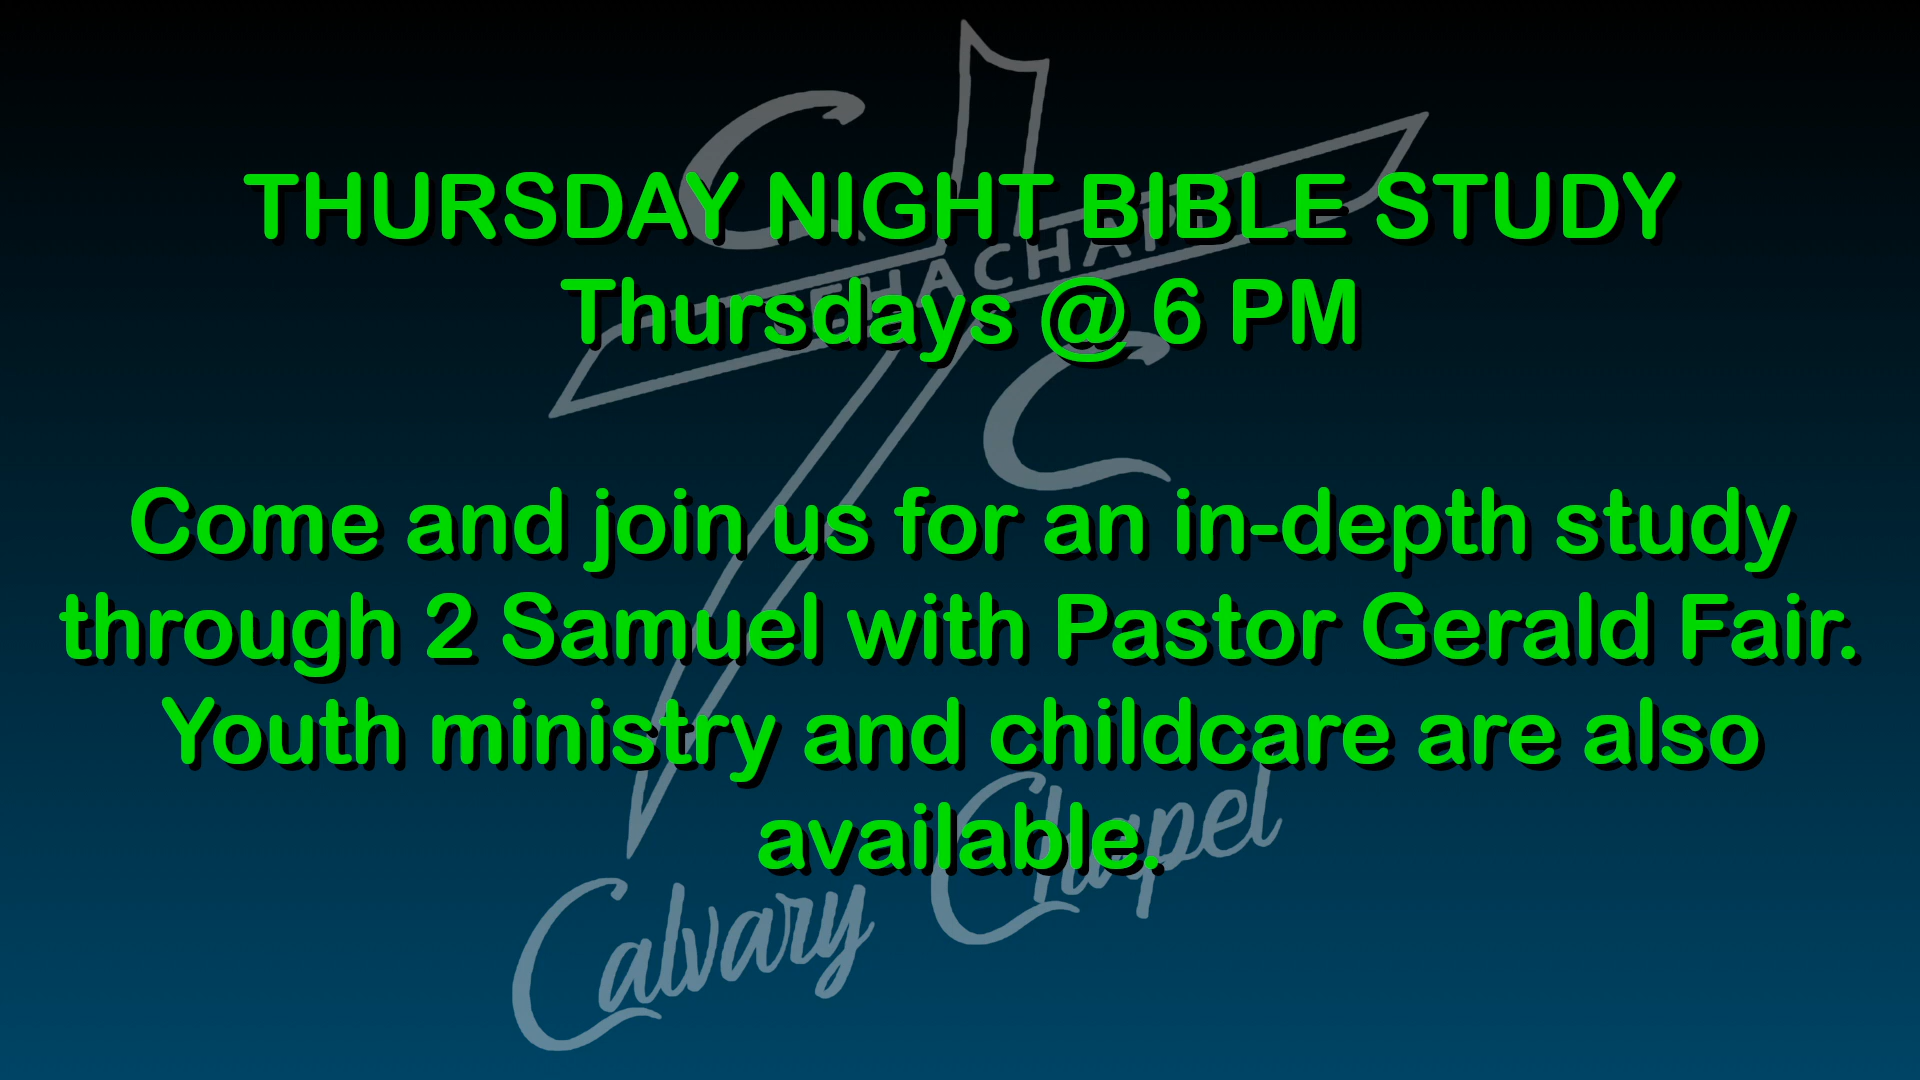 THURSDAY NIGHT BIBLE STUDY
Thursdays @ 6 PM
Come and join us for an in-depth study
through 2 Samuel with Pastor Gerald Fair.
Youth ministry and childcare are also
available.
C
TEHACHAPI
C
Calvary Chapel